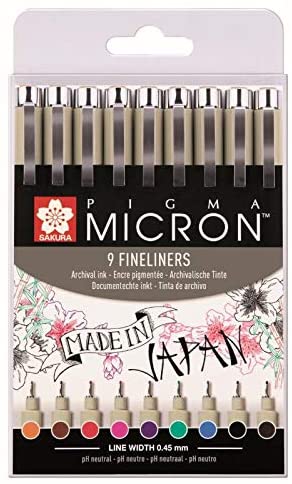 PIGMA
MICRON™
SAKURA
9 FINELINERS
Archival ink - Encre pigmentée - Archivalische Tinte
Documentechte inkt - Tinta de archivo
MADE IN
JAPAN
LINE WIDTH 0.45 mm
pH neutral - pH neutre - pH neutraal - pH neutro